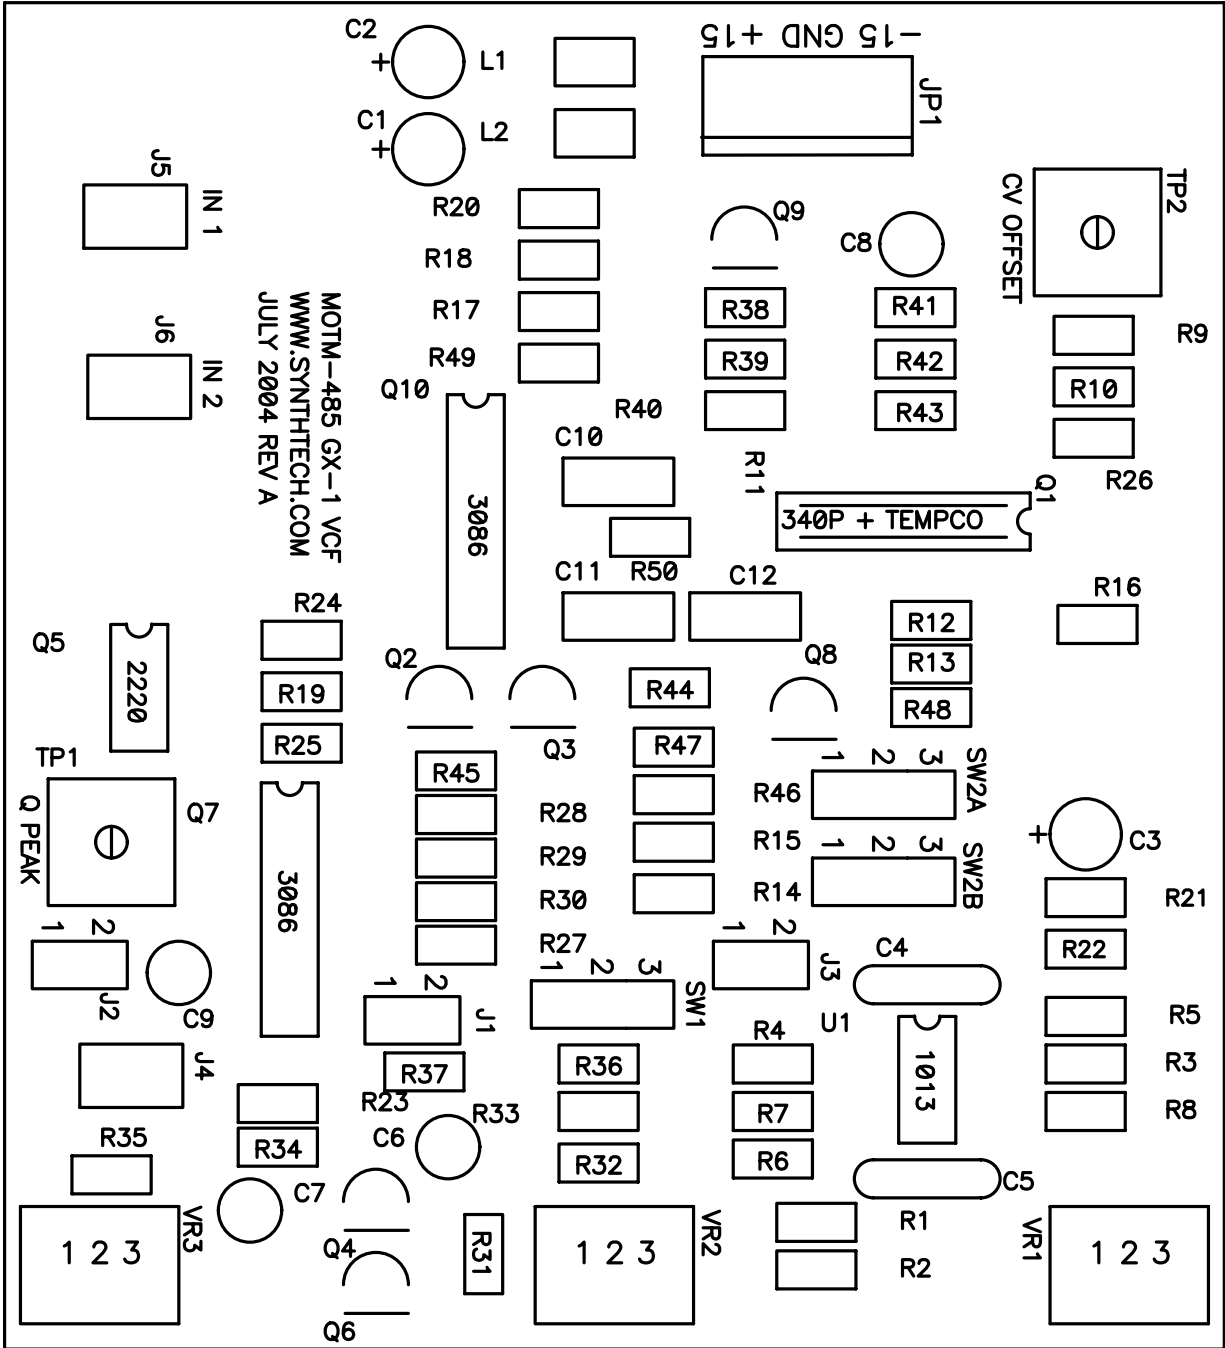 C2
+
L1
-15 GND +15
JP1
C1
+
L2
J5
IN 1
TP2
CV OFFSET
R20
Q9
C8
R18
R17
R38
R41
R9
J6
IN 2
MOTM-485 GX-1 VCF
WWW.SYNTHTECH.COM
JULY 2004 REV A
R49
R39
R42
Q10
R10
R40
R43
C10
R11
R26
Q1
3086
340P + TEMPCO
C11
R50
C12
R16
R24
Q5
R12
2220
Q2
Q8
R13
R19
R44
R48
R25
Q3
R47
TP1
Q PEAK
R45
1 2 3
SW2A
Q7
R28
R46
R29
R15
1 2 3
SW2B
+
C3
3086
R30
R14
R21
1 2
R27
1 2
R22
J2
C9
1 2
J1
1 2 3
SW1
J3
C4
U1
R5
J4
R37
R36
R4
1013
R3
R23
R33
R7
R8
R35
R34
C6
R32
R6
C7
C5
VR3
1 2 3
Q4
R31
VR2
1 2 3
R1
VR1
1 2 3
R2
Q6